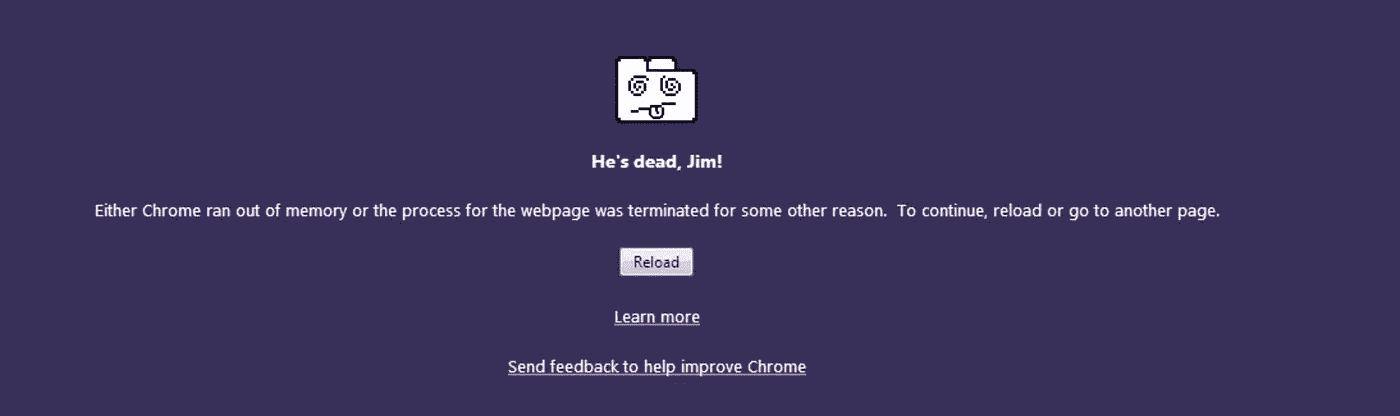 He's dead, Jim!
Either Chrome ran out of memory or the process for the webpage was terminated for some other reason.  To continue, reload or go to another page.
Reload
Learn more
Send feedback to help improve Chrome